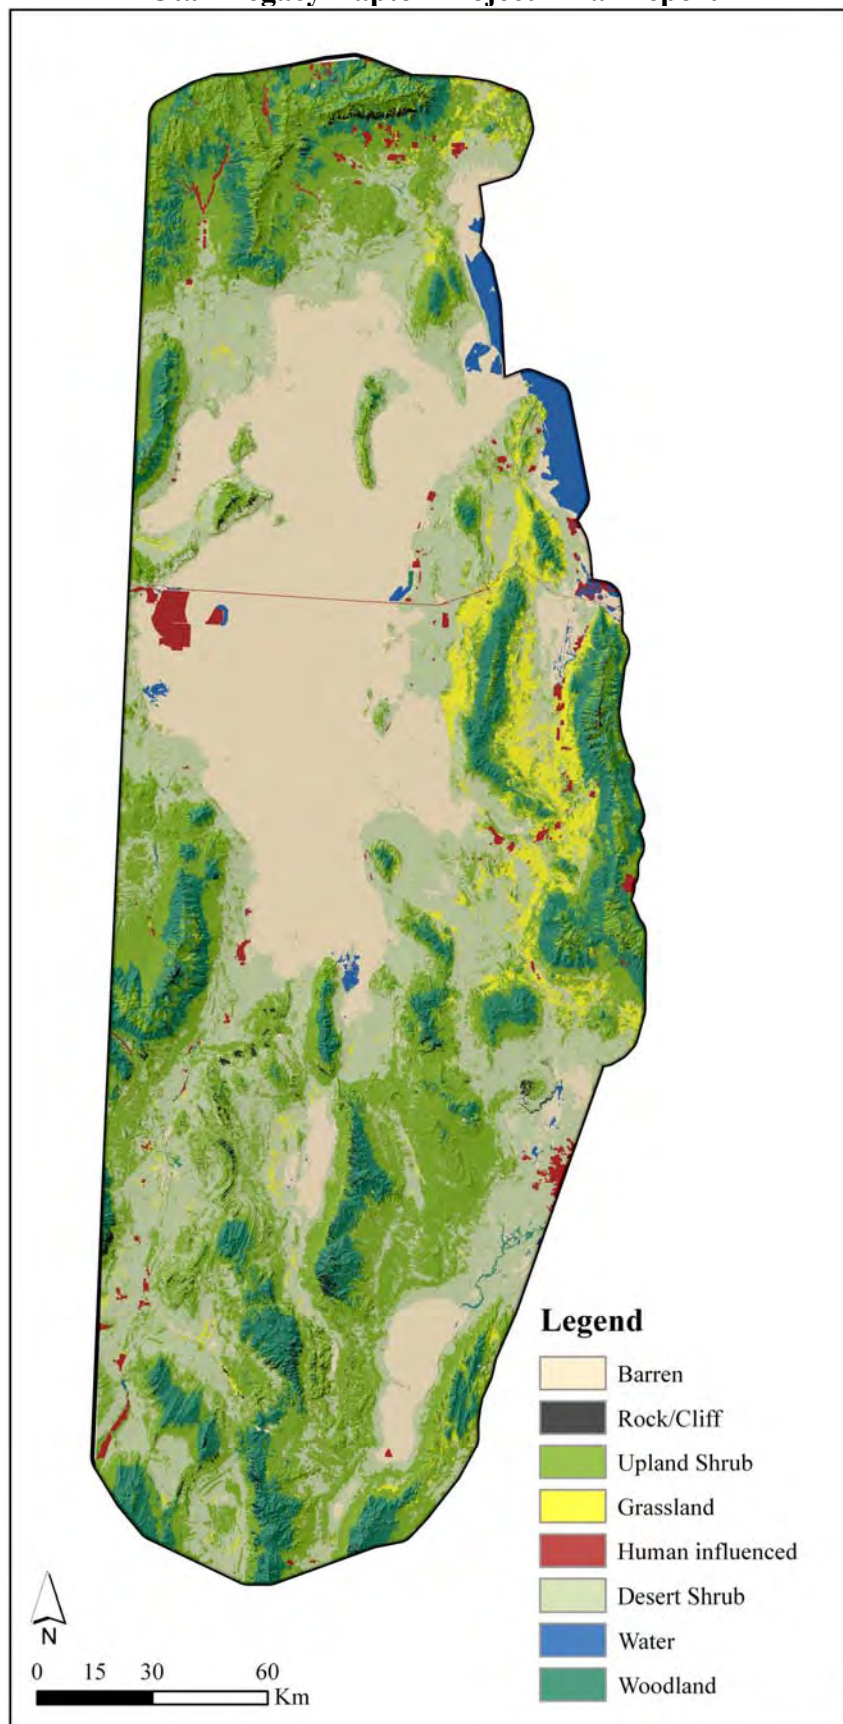 Legend
Barren
Rock/Cliff
Upland Shrub
Grassland
Human influenced
Desert Shrub
Water
Woodland
N
0 15 30 60
Km